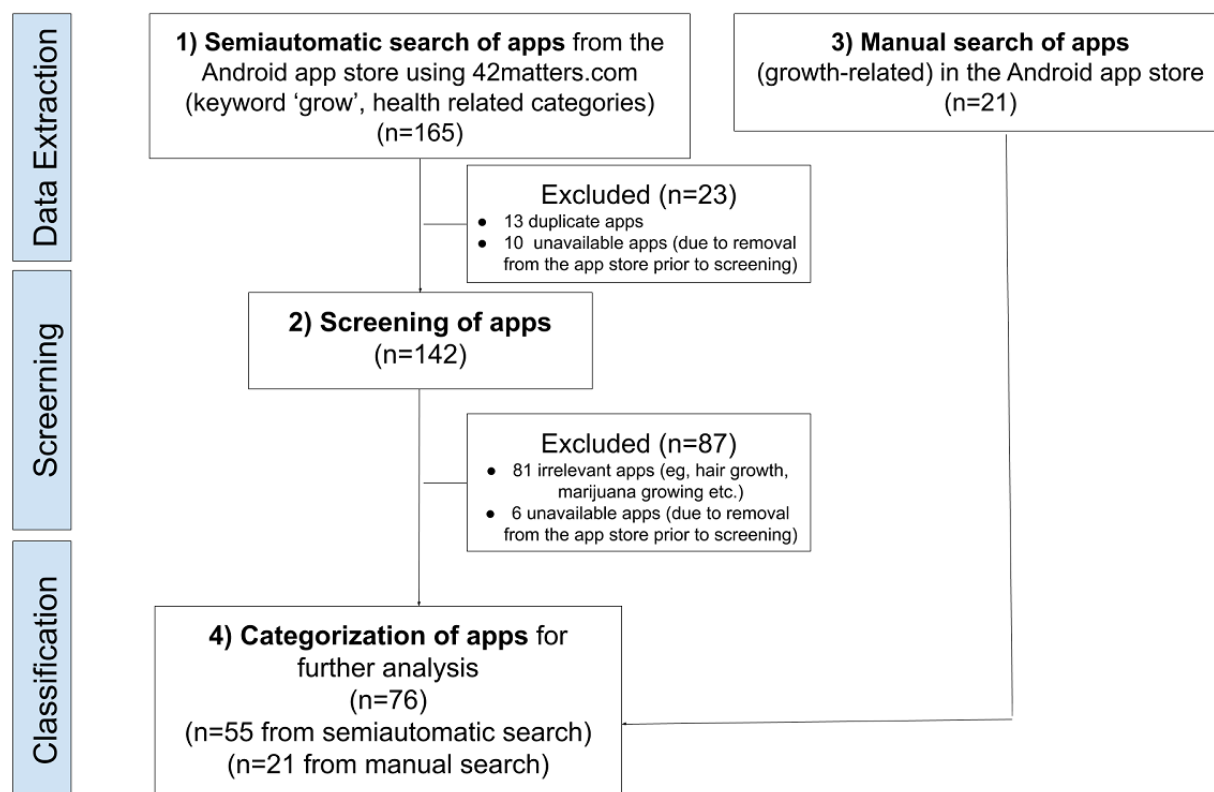 Data Extraction
1) Semiautomatic search of apps from the
Android app store using 42matters.com
(keyword ‘grow’, health related categories)
(n=165)
3) Manual search of apps
(growth-related) in the Android app store
(n=21)
Excluded (n=23)
● 13 duplicate apps
● 10 unavailable apps (due to removal
from the app store prior to screening)
Screerning
2) Screening of apps
(n=142)
Excluded (n=87)
● 81 irrelevant apps (eg, hair growth,
marijuana growing etc.)
● 6 unavailable apps (due to removal
from the app store prior to screening)
Classification
4) Categorization of apps for
further analysis
(n=76)
(n=55 from semiautomatic search)
(n=21 from manual search)